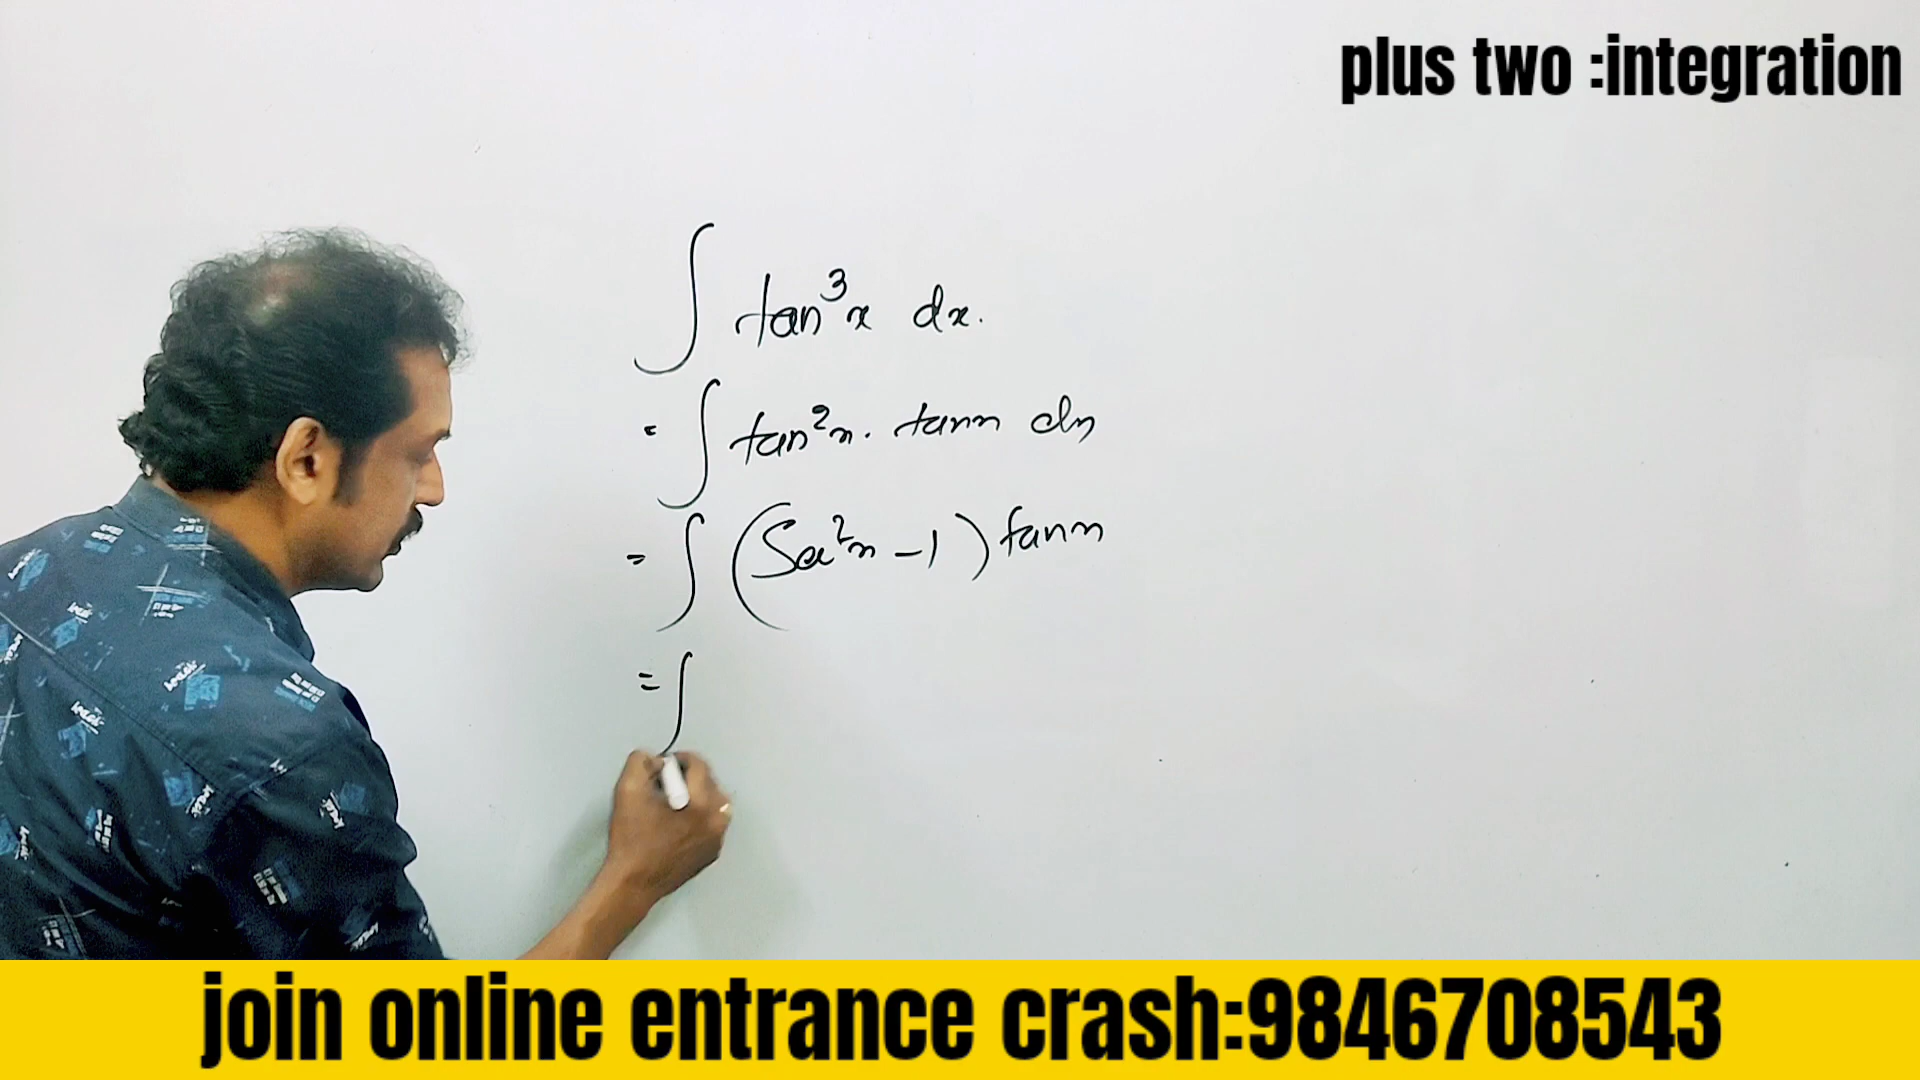 plus two :integration
∫ tan³x dx.
= ∫ tan²x. tanx dx
= ∫ (Sec²x - 1) tanx
= ∫
join online entrance crash:9846708543